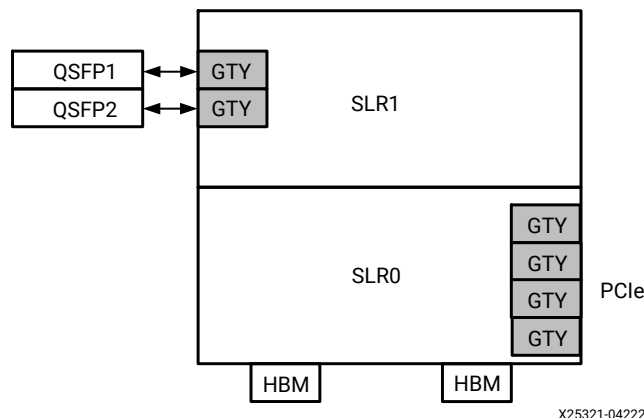 QSFP1
GTY
QSFP2
GTY
SLR1
GTY
GTY
SLR0
GTY
PCIe
GTY
HBM
HBM
X25321-04222